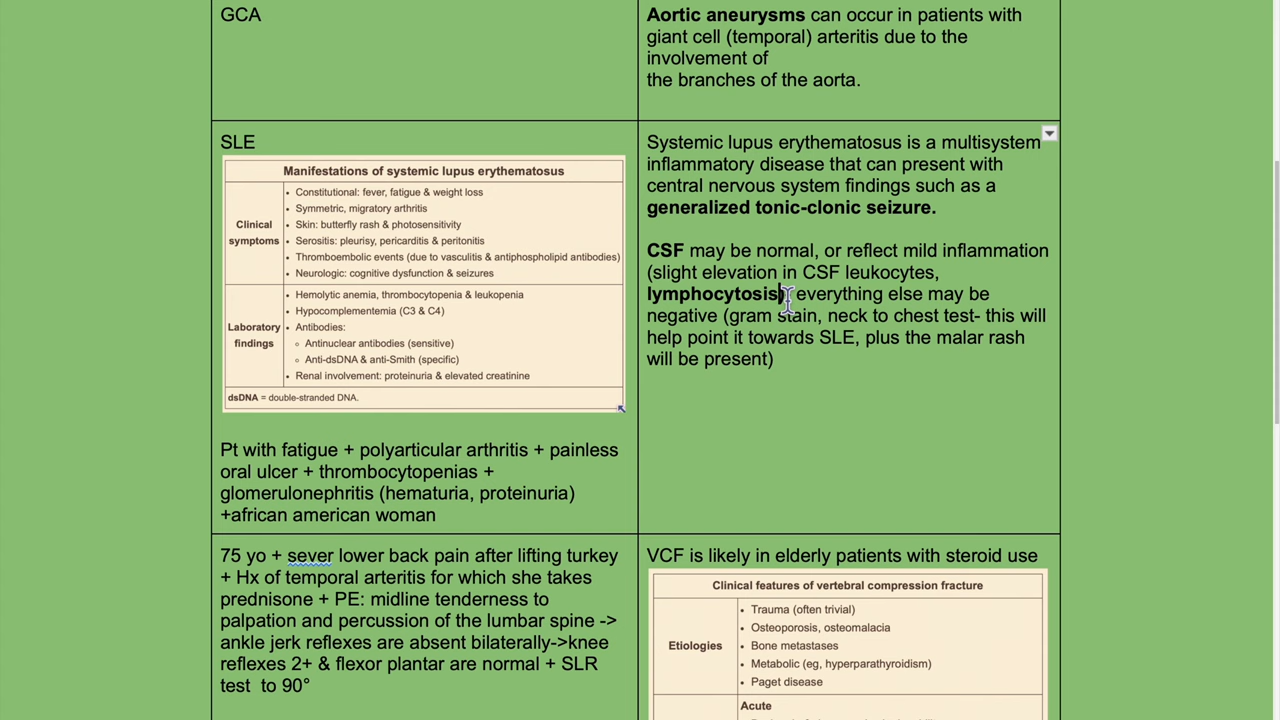 GCA
Aortic aneurysms can occur in patients with
giant cell (temporal) arteritis due to the
involvement of
the branches of the aorta.
SLE
Manifestations of systemic lupus erythematosus
Clinical symptoms
• Constitutional: fever, fatigue & weight loss
• Symmetric, migratory arthritis
• Skin: butterfly rash & photosensitivity
• Serositis: pleurisy, pericarditis & peritonitis
• Thromboembolic events (due to vasculitis & antiphospholipid antibodies)
• Neurologic: cognitive dysfunction & seizures
Laboratory findings
• Hemolytic anemia, thrombocytopenia & leukopenia
• Hypocomplementemia (C3 & C4)
• Antibodies:
o Antinuclear antibodies (sensitive)
o Anti-dsDNA & anti-Smith (specific)
• Renal involvement: proteinuria & elevated creatinine
dsDNA = double-stranded DNA.
Pt with fatigue + polyarticular arthritis + painless
oral ulcer + thrombocytopenias +
glomerulonephritis (hematuria, proteinuria)
+african american woman
Systemic lupus erythematosus is a multisystem
inflammatory disease that can present with
central nervous system findings such as a
generalized tonic-clonic seizure.
CSF may be normal, or reflect mild inflammation
(slight elevation in CSF leukocytes,
lymphocytosis) everything else may be
negative (gram stain, neck to chest test- this will
help point it towards SLE, plus the malar rash
will be present)
75 yo + sever lower back pain after lifting turkey
+ Hx of temporal arteritis for which she takes
prednisone + PE: midline tenderness to
palpation and percussion of the lumbar spine ->
ankle jerk reflexes are absent bilaterally->knee
reflexes 2+ & flexor plantar are normal + SLR
test to 90°
VCF is likely in elderly patients with steroid use
Clinical features of vertebral compression fracture
Etiologies
• Trauma (often trivial)
• Osteoporosis, osteomalacia
• Bone metastases
• Metabolic (eg, hyperparathyroidism)
• Paget disease
Acute